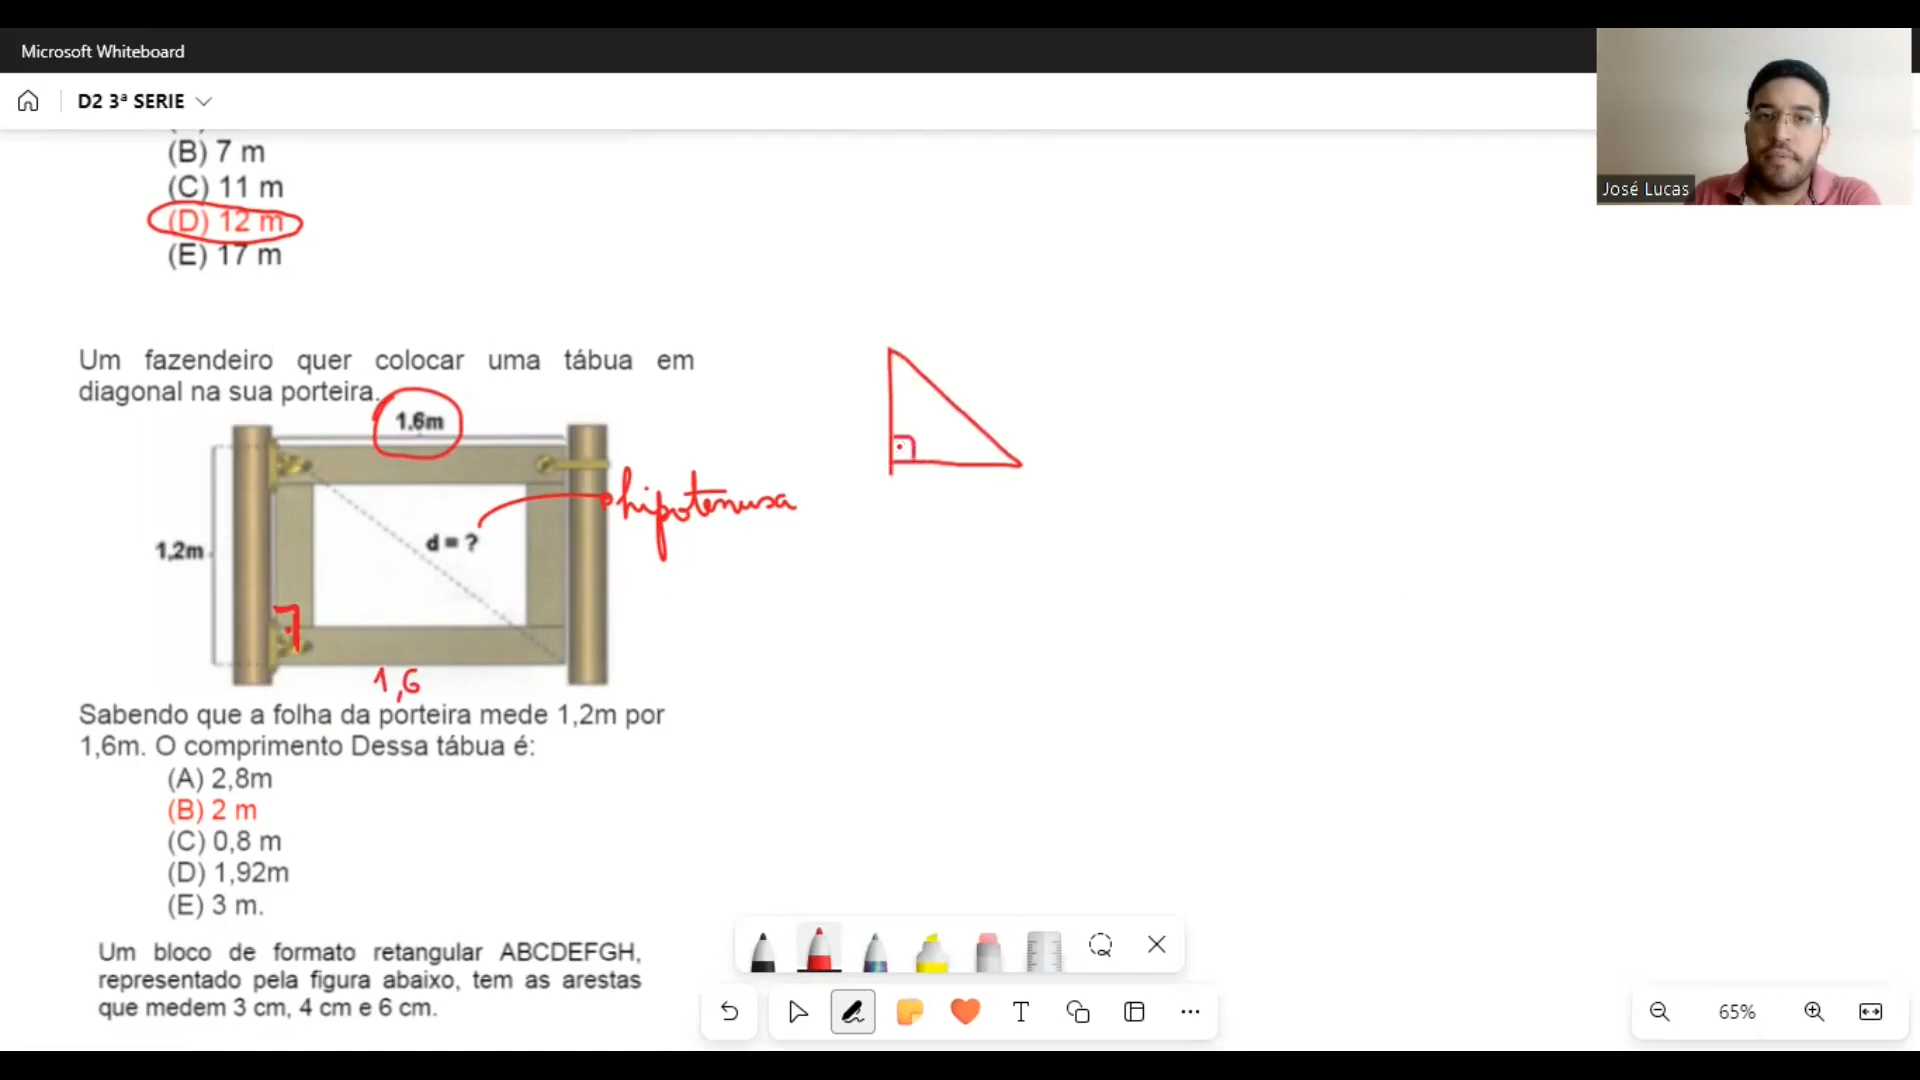 Microsoft Whiteboard
D2 3ª SERIE
José Lucas
(B) 7 m
(C) 11 m
(D) 12 m
(E) 17 m
Um fazendeiro quer colocar uma tábua em
diagonal na sua porteira.
1,6m
hipotenusa
d = ?
1,2m
1,6
Sabendo que a folha da porteira mede 1,2m por
1,6m. O comprimento Dessa tábua é:
(A) 2,8m
(B) 2 m
(C) 0,8 m
(D) 1,92m
(E) 3 m.
Um bloco de formato retangular ABCDEFGH,
representado pela figura abaixo, tem as arestas
que medem 3 cm, 4 cm e 6 cm.
65%